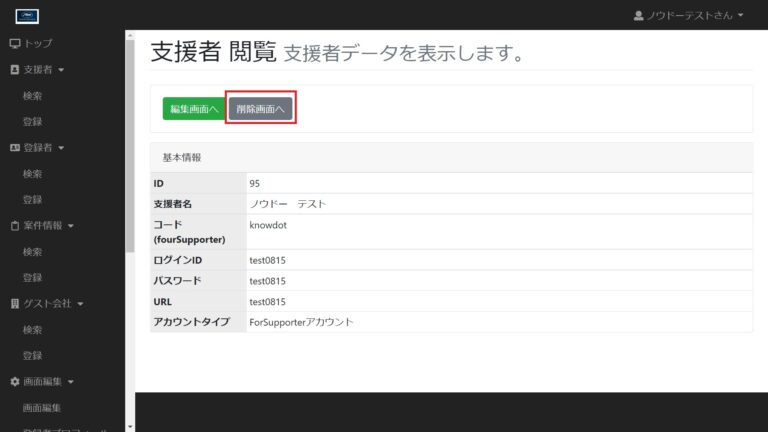 ノウドーテストさん
トップ
支援者
検索
登録
登録者
検索
登録
案件情報
検索
登録
ゲスト会社
検索
登録
画面編集
画面編集
支援者 閲覧 支援者データを表示します。
編集画面へ 削除画面へ
基本情報
ID 95
支援者名 ノウドー　テスト
コード
(fourSupporter) knowdot
ログインID test0815
パスワード test0815
URL test0815
アカウントタイプ ForSupporterアカウント